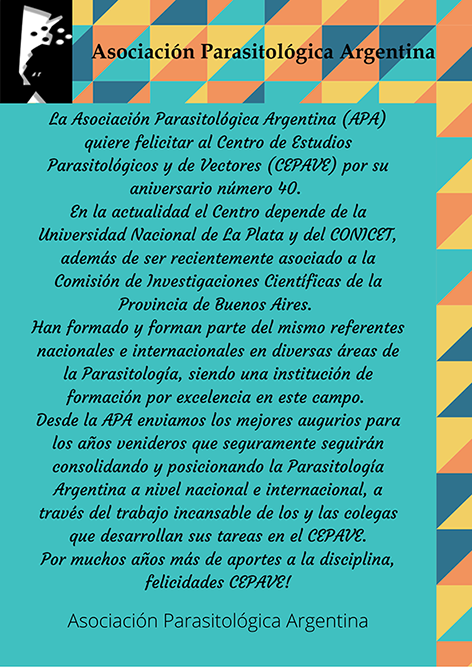 Asociación Parasitológica Argentina
La Asociación Parasitológica Argentina (APA)
quiere felicitar al Centro de Estudios
Parasitológicos y de Vectores (CEPAVE) por su
aniversario número 40.
En la actualidad el Centro depende de la
Universidad Nacional de La Plata y del CONICET,
además de ser recientemente asociado a la
Comisión de Investigaciones Científicas de la
Provincia de Buenos Aires.
Han formado y forman parte del mismo referentes
nacionales e internacionales en diversas áreas de
la Parasitología, siendo una institución de
formación por excelencia en este campo.
Desde la APA enviamos los mejores augurios para
los años venideros que seguramente seguirán
consolidando y posicionando la Parasitología
Argentina a nivel nacional e internacional, a
través del trabajo incansable de los y las colegas
que desarrollan sus tareas en el CEPAVE.
Por muchos años más de aportes a la disciplina,
felicidades CEPAVE!
Asociación Parasitológica Argentina